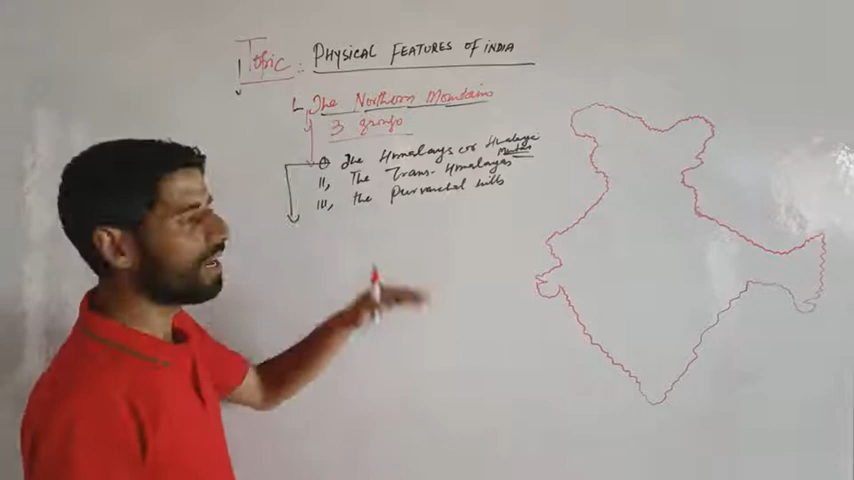 Topic :- PHYSICAL FEATURES OF INDIA
The Northern Mountains
3 groups
I The Himalays or Himalaya Mountains
II, The Trans-Himalayas
III, the Purvanchal hills